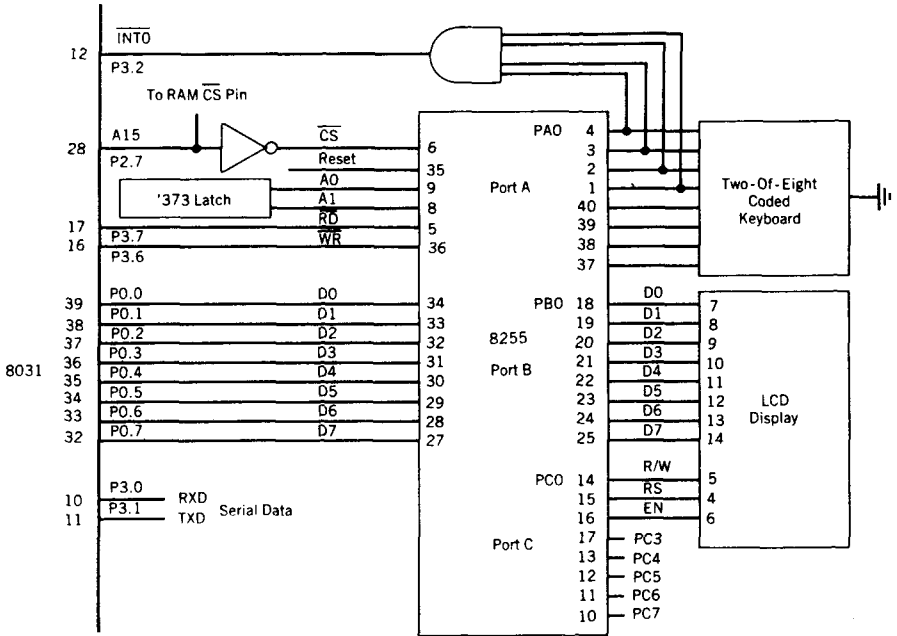 12
INT0
P3.2
To RAM CS Pin
28
A15
P2.7
CS
6
Reset
35
'373 Latch
A0
9
A1
8
17
P3.7
RD
5
16
P3.6
WR
36
8031
39
P0.0
D0
34
38
P0.1
D1
33
37
P0.2
D2
32
36
P0.3
D3
31
35
P0.4
D4
30
34
P0.5
D5
29
33
P0.6
D6
28
32
P0.7
D7
27
10
P3.0
RXD
11
P3.1
TXD
Serial Data
8255
Port A
Port B
Port C
PA0 4
3
2
1
40
39
38
37
Two-Of-Eight
Coded
Keyboard
PB0 18
D0
7
19
D1
8
20
D2
9
21
D3
10
22
D4
11
23
D5
12
24
D6
13
25
D7
14
PC0 14
R/W
5
15
RS
4
16
EN
6
LCD
Display
17
PC3
13
PC4
12
PC5
11
PC6
10
PC7